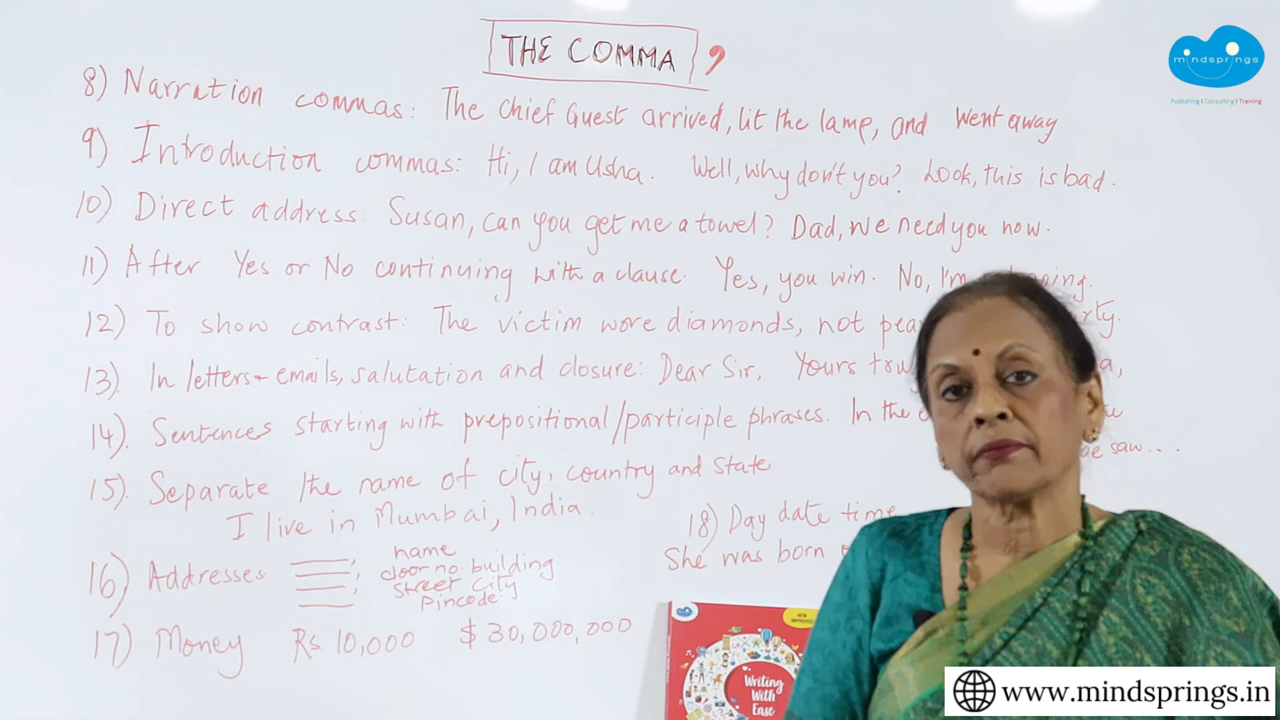 THE COMMA ,
mindsprings
Publishing | Consulting | Training
8) Narration commas: The Chief Guest arrived, lit the lamp, and went away
9) Introduction commas: Hi, I am Usha. Well, why don't you? Look, this is bad.
10) Direct address: Susan, can you get me a towel? Dad, we need you now.
11) After Yes or No continuing with a clause. Yes, you win. No, I'm
12) To show contrast: The victim wore diamonds, not
13) In letters + emails, salutation and closure: Dear Sir, Yours
14). Sentences starting with prepositional/participle phrases. In the
saw...
15). Separate the name of city, country and state
I live in Mumbai, India.
16) Addresses
name
door no. building
Street City
Pincode.
17) Money Rs. 10,000 $ 30,000,000
18) Day date time
She was born
NEW
IMPROVED
Writing
With
Ease
www.mindsprings.in